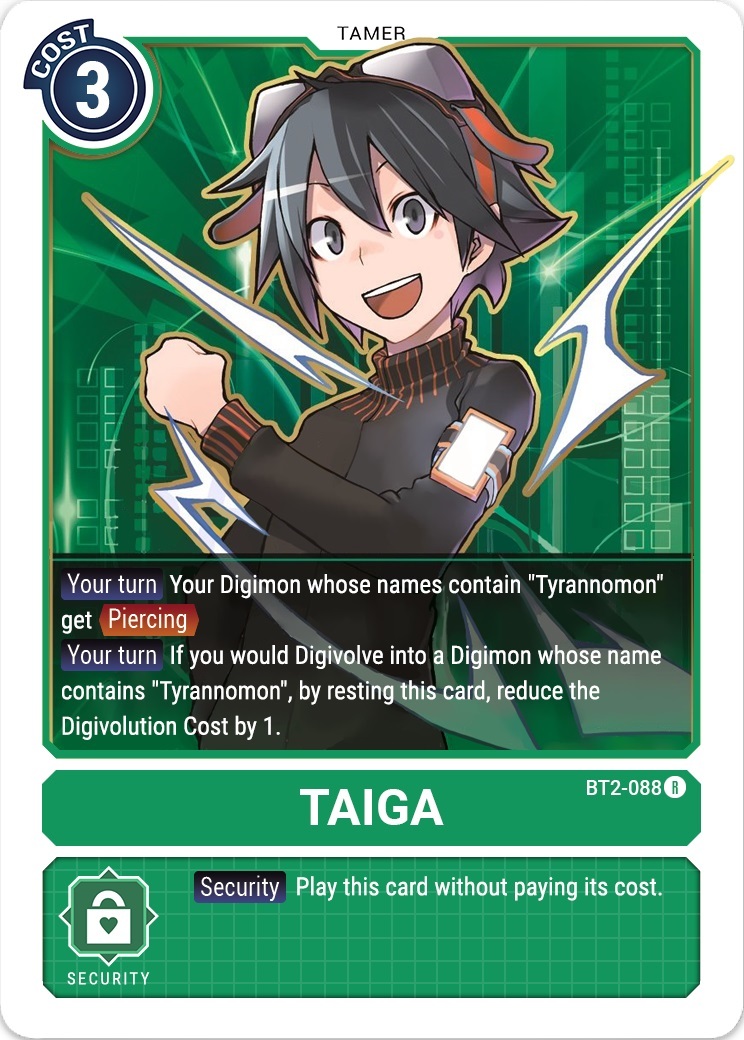 TAMER
COST
3
Your turn Your Digimon whose names contain "Tyrannomon"
get Piercing
Your turn If you would Digivolve into a Digimon whose name
contains "Tyrannomon", by resting this card, reduce the
Digivolution Cost by 1.
BT2-088 R
TAIGA
Security Play this card without paying its cost.
SECURITY